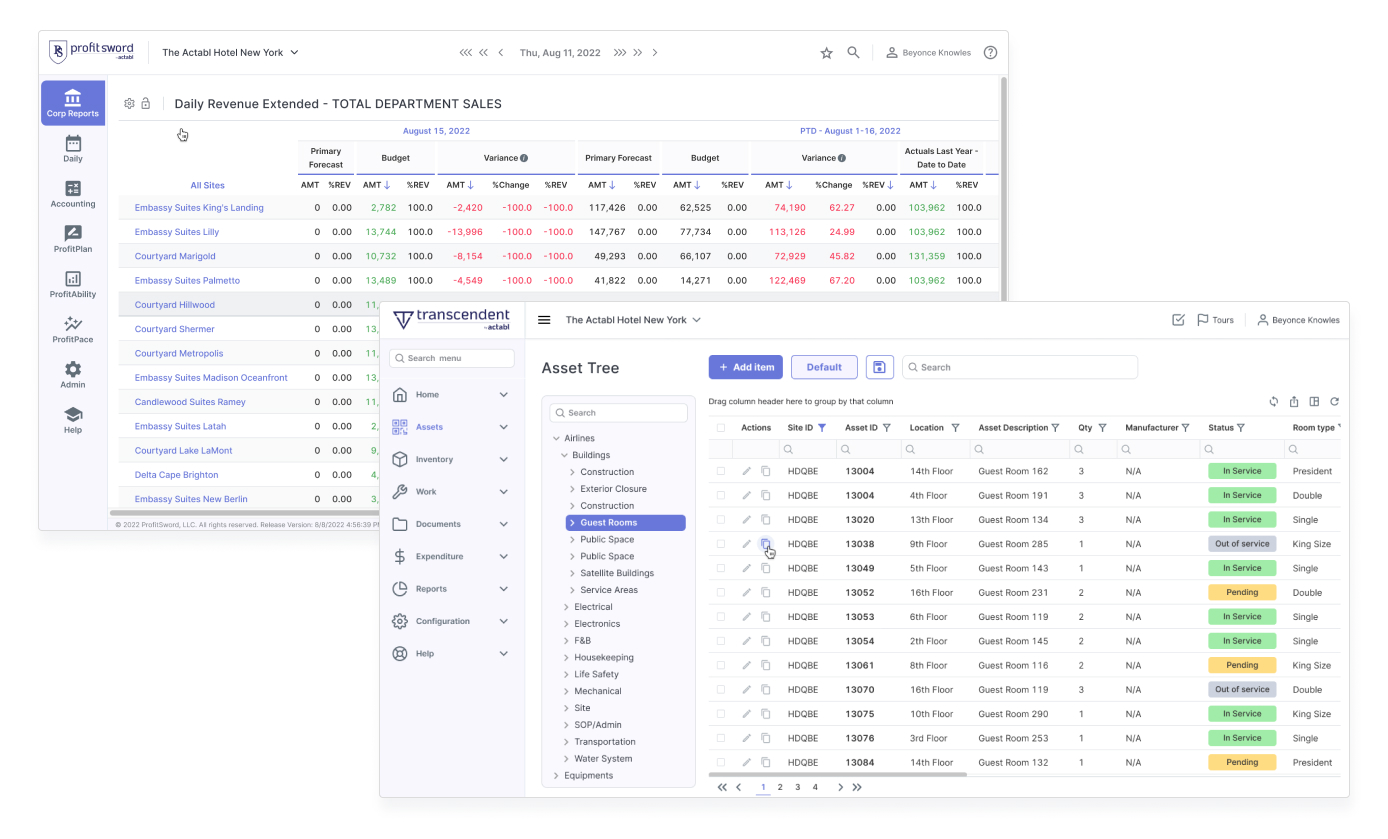 profitsword
-actabl
The Actabl Hotel New York
Thu, Aug 11, 2022
Beyonce Knowles
Corp Reports
Daily
Accounting
ProfitPlan
ProfitAbility
ProfitPace
Admin
Help
Daily Revenue Extended - TOTAL DEPARTMENT SALES
August 15, 2022 PTD - August 1-16, 2022
Primary Forecast Budget Variance Primary Forecast Budget Variance Actuals Last Year - Date to Date
All Sites AMT %REV AMT %REV AMT %Change %REV AMT %REV AMT %REV AMT %Change %REV AMT %REV
Embassy Suites King's Landing 0 0.00 2,782 100.0 -2,420 -100.0 -100.0 117,426 0.00 62,525 0.00 74,190 62.27 0.00 103,962 100.0
Embassy Suites Lilly 0 0.00 13,744 100.0 -13,996 -100.0 -100.0 147,767 0.00 77,734 0.00 113,126 24.99 0.00 103,962 100.0
Courtyard Marigold 0 0.00 10,732 100.0 -8,154 -100.0 -100.0 49,293 0.00 66,107 0.00 72,929 45.82 0.00 131,359 100.0
Embassy Suites Palmetto 0 0.00 13,489 100.0 -4,549 -100.0 -100.0 41,822 0.00 14,271 0.00 122,469 67.20 0.00 103,962 100.0
Courtyard Hillwood 0 0.00 11,
Courtyard Shermer 0 0.00 13,
Courtyard Metropolis 0 0.00 11,
Embassy Suites Madison Oceanfront 0 0.00 13,
Candlewood Suites Ramey 0 0.00 11,
Embassy Suites Latah 0 0.00 2,
Courtyard Lake LaMont 0 0.00 9,
Delta Cape Brighton 0 0.00 4,
Embassy Suites New Berlin 0 0.00 3,
© 2022 ProfitSword, LLC. All rights reserved. Release Version: 8/8/2022 4:56:39 PM
transcendent
-actabl
The Actabl Hotel New York
Tours
Beyonce Knowles
Search menu
Home
Assets
Inventory
Work
Documents
Expenditure
Reports
Configuration
Help
Asset Tree
+ Add item
Default
Search
Search
Airlines
Buildings
Construction
Exterior Closure
Construction
Guest Rooms
Public Space
Public Space
Satellite Buildings
Service Areas
Electrical
Electronics
F&B
Housekeeping
Life Safety
Mechanical
Site
SOP/Admin
Transportation
Water System
Equipments
Drag column header here to group by that column
Actions Site ID Asset ID Location Asset Description Qty Manufacturer Status Room type
HDQBE 13004 14th Floor Guest Room 162 3 N/A In Service President
HDQBE 13004 4th Floor Guest Room 191 3 N/A In Service Double
HDQBE 13020 13th Floor Guest Room 134 3 N/A In Service Single
HDQBE 13038 9th Floor Guest Room 285 1 N/A Out of service King Size
HDQBE 13049 5th Floor Guest Room 143 1 N/A In Service Single
HDQBE 13052 16th Floor Guest Room 231 2 N/A Pending Double
HDQBE 13053 6th Floor Guest Room 119 2 N/A In Service Single
HDQBE 13054 2th Floor Guest Room 145 2 N/A In Service Single
HDQBE 13061 8th Floor Guest Room 116 2 N/A Pending King Size
HDQBE 13070 16th Floor Guest Room 119 3 N/A Out of service Double
HDQBE 13075 10th Floor Guest Room 290 1 N/A In Service King Size
HDQBE 13076 3rd Floor Guest Room 253 1 N/A In Service Single
HDQBE 13084 14th Floor Guest Room 132 1 N/A Pending President
1 2 3 4